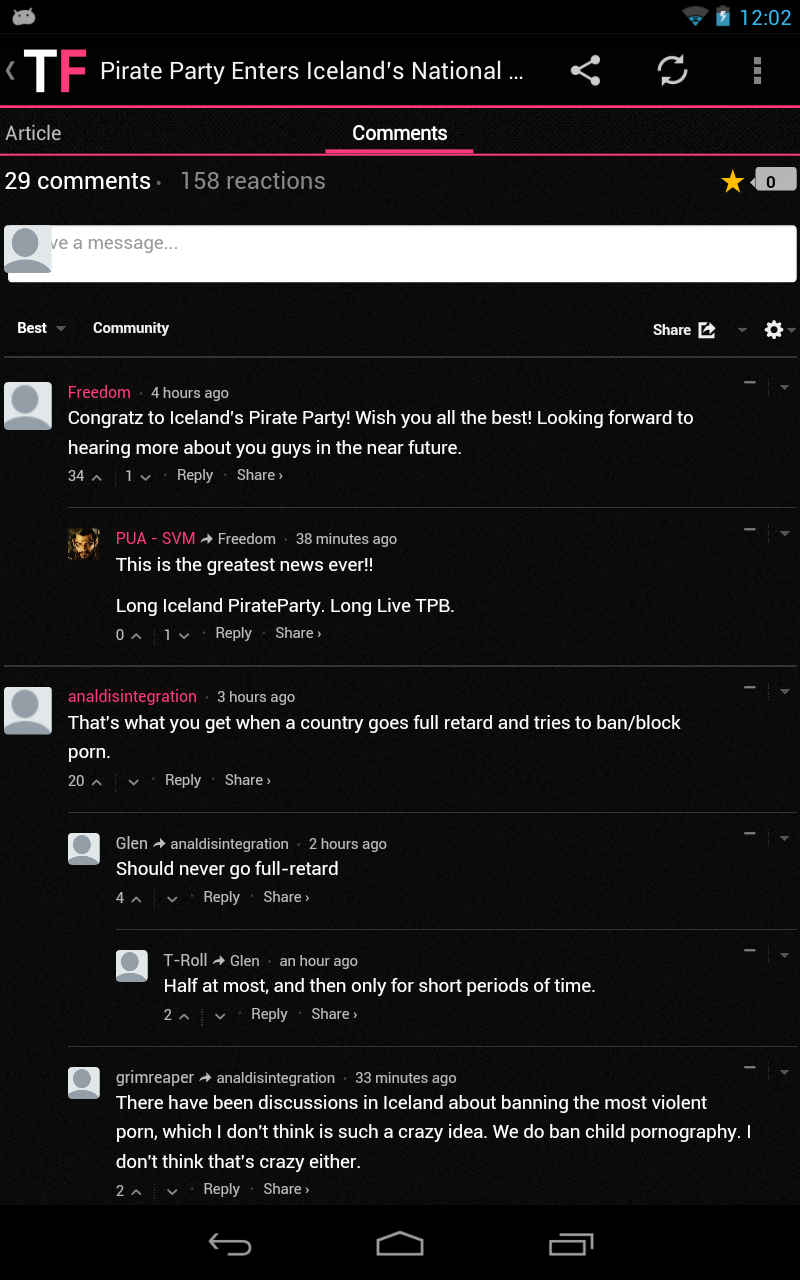 12:02
TF Pirate Party Enters Iceland's National ...
Article
Comments
29 comments · 158 reactions
0
ve a message...
Best
Community
Share
Freedom · 4 hours ago
Congratz to Iceland's Pirate Party! Wish you all the best! Looking forward to
hearing more about you guys in the near future.
34 1 · Reply · Share ›
PUA - SVM Freedom · 38 minutes ago
This is the greatest news ever!!
Long Iceland PirateParty. Long Live TPB.
0 1 · Reply · Share ›
analdisintegration · 3 hours ago
That's what you get when a country goes full retard and tries to ban/block
porn.
20 · Reply · Share ›
Glen analdisintegration · 2 hours ago
Should never go full-retard
4 · Reply · Share ›
T-Roll Glen · an hour ago
Half at most, and then only for short periods of time.
2 · Reply · Share ›
grimreaper analdisintegration · 33 minutes ago
There have been discussions in Iceland about banning the most violent
porn, which I don't think is such a crazy idea. We do ban child pornography. I
don't think that's crazy either.
2 · Reply · Share ›